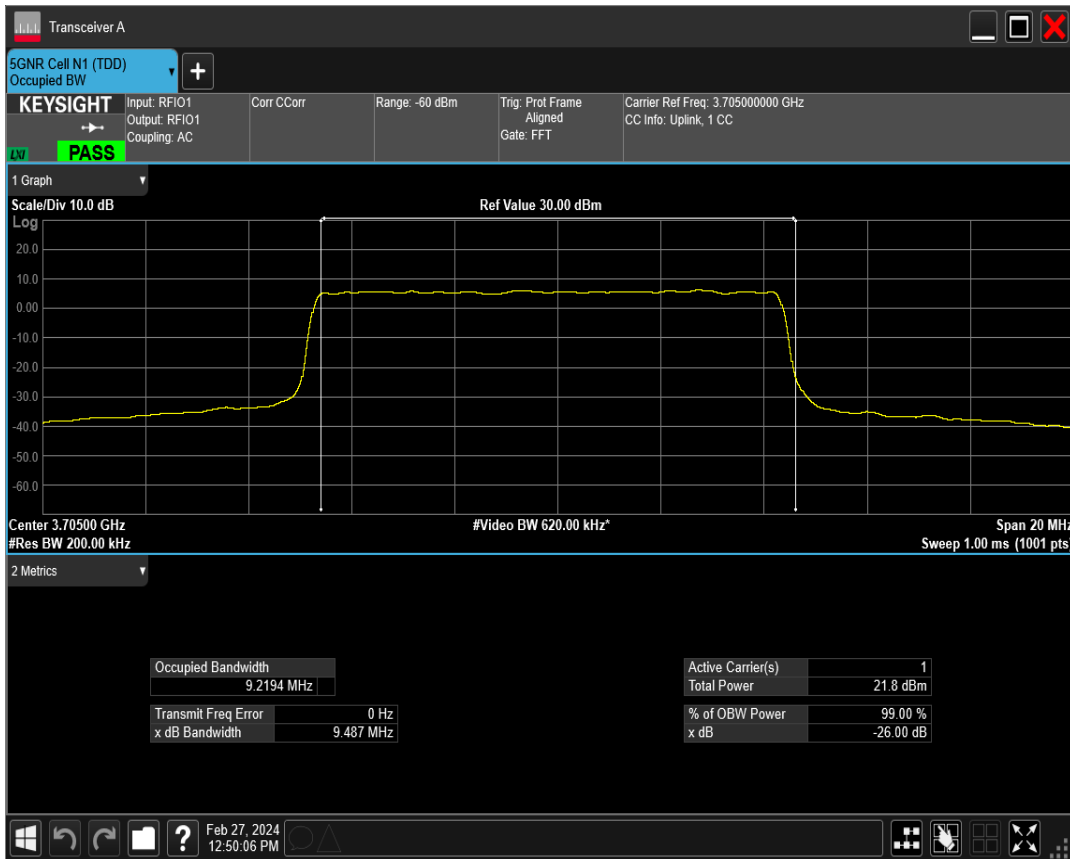 Transceiver A
5GNR Cell N1 (TDD)
Occupied BW
+
KEYSIGHT
LXI
PASS
Input: RFIO1
Output: RFIO1
Coupling: AC
Corr CCorr
Range: -60 dBm
Trig: Prot Frame
Aligned
Gate: FFT
Carrier Ref Freq: 3.705000000 GHz
CC Info: Uplink, 1 CC
1 Graph
Scale/Div 10.0 dB
Ref Value 30.00 dBm
Log
20.0
10.0
0.00
-10.0
-20.0
-30.0
-40.0
-50.0
-60.0
Center 3.70500 GHz
#Video BW 620.00 kHz*
Span 20 MHz
#Res BW 200.00 kHz
Sweep 1.00 ms (1001 pts)
2 Metrics
Occupied Bandwidth
9.2194 MHz
Transmit Freq Error 0 Hz
x dB Bandwidth 9.487 MHz
Active Carrier(s) 1
Total Power 21.8 dBm
% of OBW Power 99.00 %
x dB -26.00 dB
?
Feb 27, 2024
12:50:06 PM